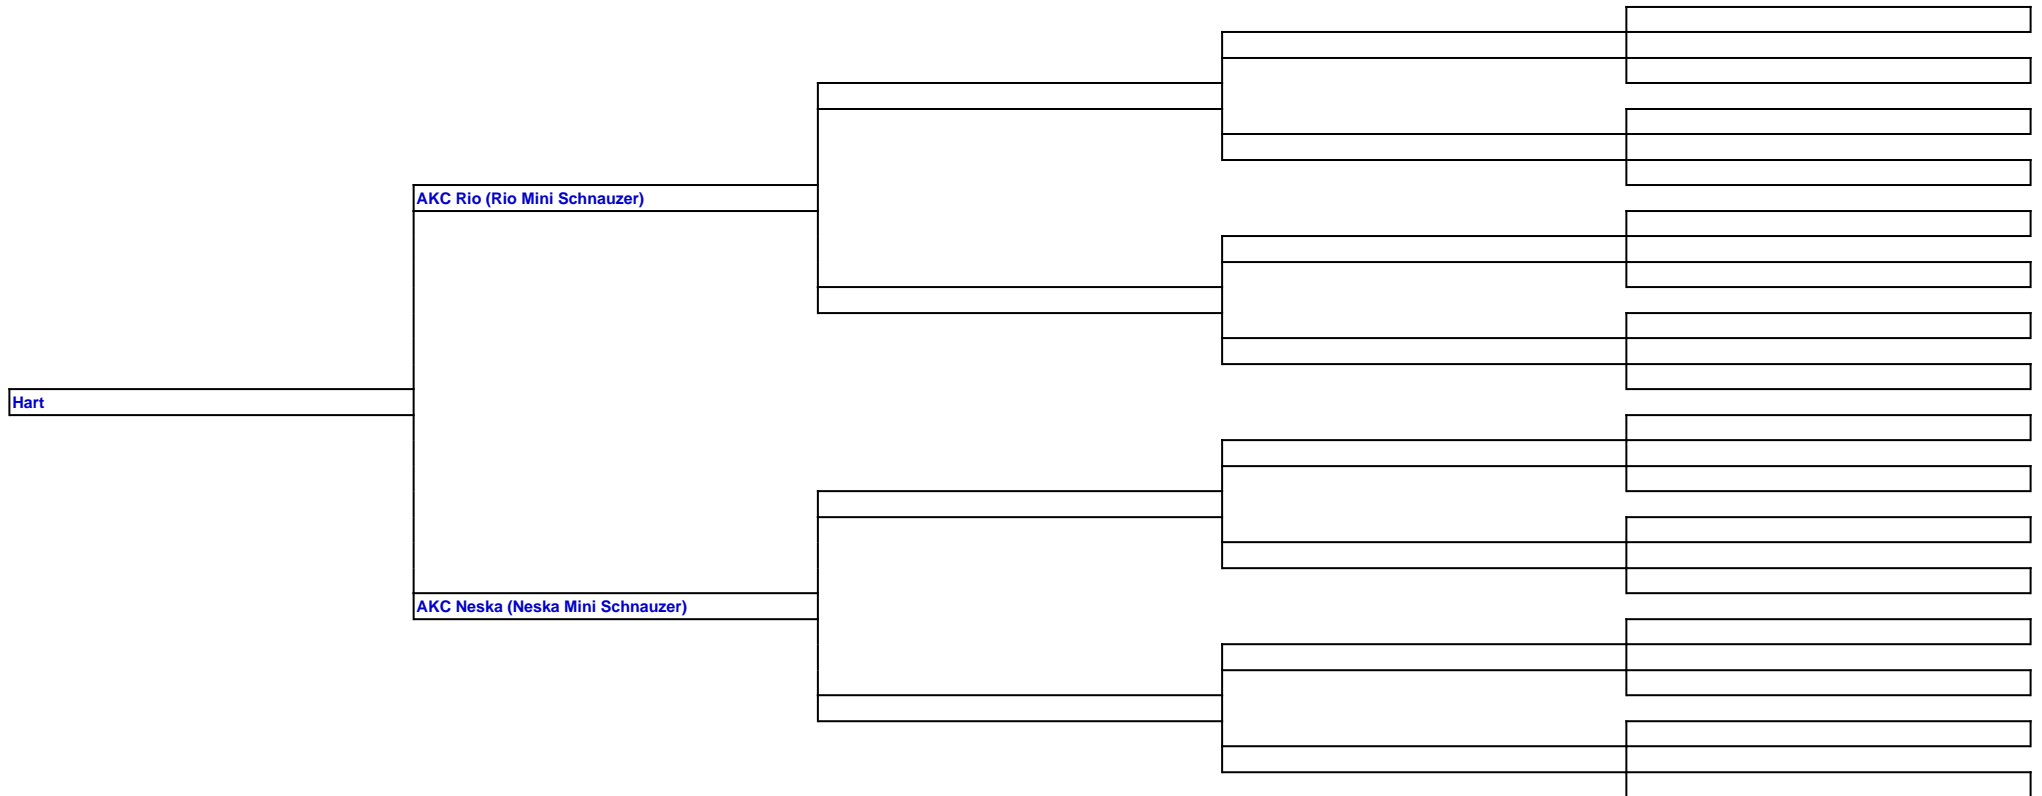 AKC Rio (Rio Mini Schnauzer)
Hart
AKC Neska (Neska Mini Schnauzer)